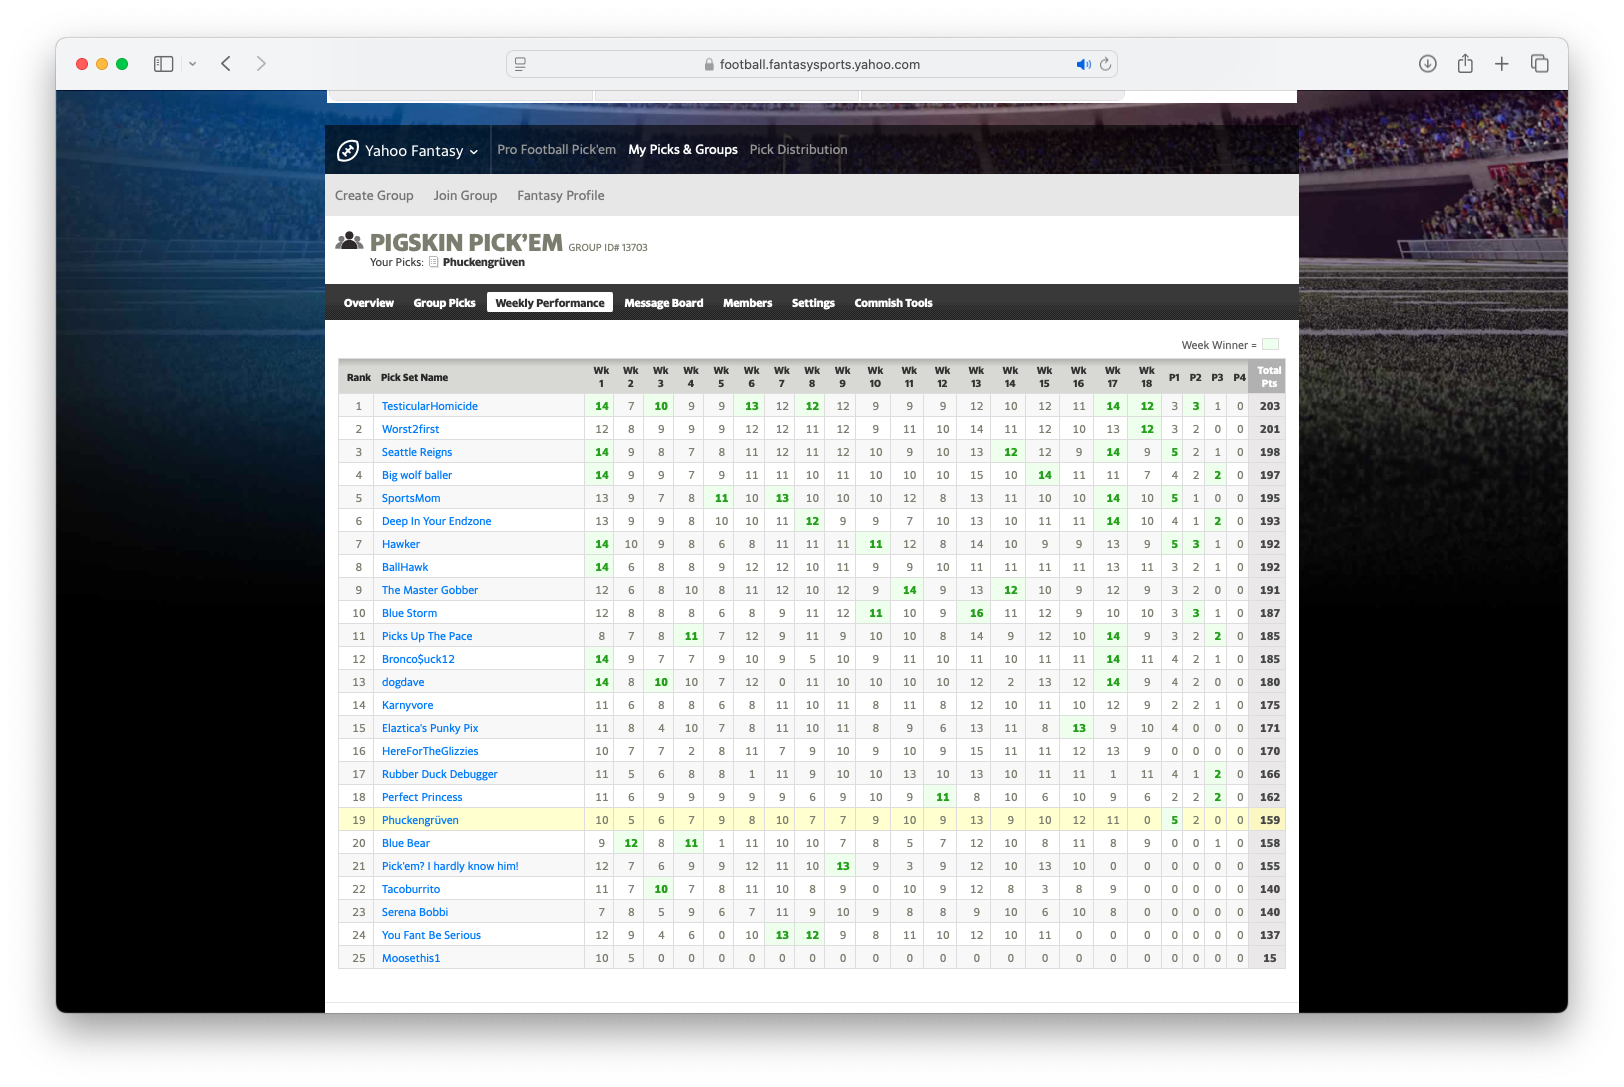 football.fantasysports.yahoo.com
Yahoo Fantasy Pro Football Pick'em My Picks & Groups Pick Distribution
Create Group Join Group Fantasy Profile
PIGSKIN PICK'EM GROUP ID# 13703
Your Picks: Phuckengrüven
Overview Group Picks Weekly Performance Message Board Members Settings Commish Tools
Week Winner =
Rank Pick Set Name Wk 1 Wk 2 Wk 3 Wk 4 Wk 5 Wk 6 Wk 7 Wk 8 Wk 9 Wk 10 Wk 11 Wk 12 Wk 13 Wk 14 Wk 15 Wk 16 Wk 17 Wk 18 P1 P2 P3 P4 Total Pts
1 TesticularHomicide 14 7 10 9 9 13 12 12 12 9 9 9 12 10 12 11 14 12 3 3 1 0 203
2 Worst2first 12 8 9 9 9 12 12 11 12 9 11 10 14 11 12 10 13 12 3 2 0 0 201
3 Seattle Reigns 14 9 8 7 8 11 12 11 12 10 9 10 13 12 12 9 14 9 5 2 1 0 198
4 Big wolf baller 14 9 9 7 9 11 11 10 11 10 10 10 15 10 14 11 11 7 4 2 2 0 197
5 SportsMom 13 9 7 8 11 10 13 10 10 10 12 8 13 11 10 10 14 10 5 1 0 0 195
6 Deep In Your Endzone 13 9 9 8 10 10 11 12 9 9 7 10 13 10 11 11 14 10 4 1 2 0 193
7 Hawker 14 10 9 8 6 8 11 11 11 11 12 8 14 10 9 9 13 9 5 3 1 0 192
8 BallHawk 14 6 8 8 9 12 12 10 11 9 9 10 11 11 11 11 13 11 3 2 1 0 192
9 The Master Gobber 12 6 8 10 8 11 12 10 12 9 14 9 13 12 10 9 12 9 3 2 0 0 191
10 Blue Storm 12 8 8 8 6 8 9 11 12 11 10 9 16 11 12 9 10 10 3 3 1 0 187
11 Picks Up The Pace 8 7 8 11 7 12 9 11 9 10 10 8 14 9 12 10 14 9 3 2 2 0 185
12 Bronco$uck12 14 9 7 7 9 10 9 5 10 9 11 10 11 10 11 11 14 11 4 2 1 0 185
13 dogdave 14 8 10 10 7 12 0 11 10 10 10 10 12 2 13 12 14 9 4 2 0 0 180
14 Karnyvore 11 6 8 8 6 8 11 10 11 8 11 8 12 10 11 10 12 9 2 2 1 0 175
15 Elaztica's Punky Pix 11 8 4 10 7 8 11 10 11 8 9 6 13 11 8 13 9 10 4 0 0 0 171
16 HereForTheGlizzies 10 7 7 2 8 11 7 9 10 9 10 9 15 11 11 12 13 9 0 0 0 0 170
17 Rubber Duck Debugger 11 5 6 8 8 1 11 9 10 10 13 10 13 10 11 11 1 11 4 1 2 0 166
18 Perfect Princess 11 6 9 9 9 9 9 6 9 10 9 11 8 10 6 10 9 6 2 2 2 0 162
19 Phuckengrüven 10 5 6 7 9 8 10 7 7 9 10 9 13 9 10 12 11 0 5 2 0 0 159
20 Blue Bear 9 12 8 11 1 11 10 10 7 8 5 7 12 10 8 11 8 9 0 0 1 0 158
21 Pick'em? I hardly know him! 12 7 6 9 9 12 11 10 13 9 3 9 12 10 13 10 0 0 0 0 0 0 155
22 Tacoburrito 11 7 10 7 8 11 10 8 9 0 10 9 12 8 3 8 9 0 0 0 0 0 140
23 Serena Bobbi 7 8 5 9 6 7 11 9 10 9 8 8 9 10 6 10 8 0 0 0 0 0 140
24 You Fant Be Serious 12 9 4 6 0 10 13 12 9 8 11 10 12 10 11 0 0 0 0 0 0 0 137
25 Moosethis1 10 5 0 0 0 0 0 0 0 0 0 0 0 0 0 0 0 0 0 0 0 0 15